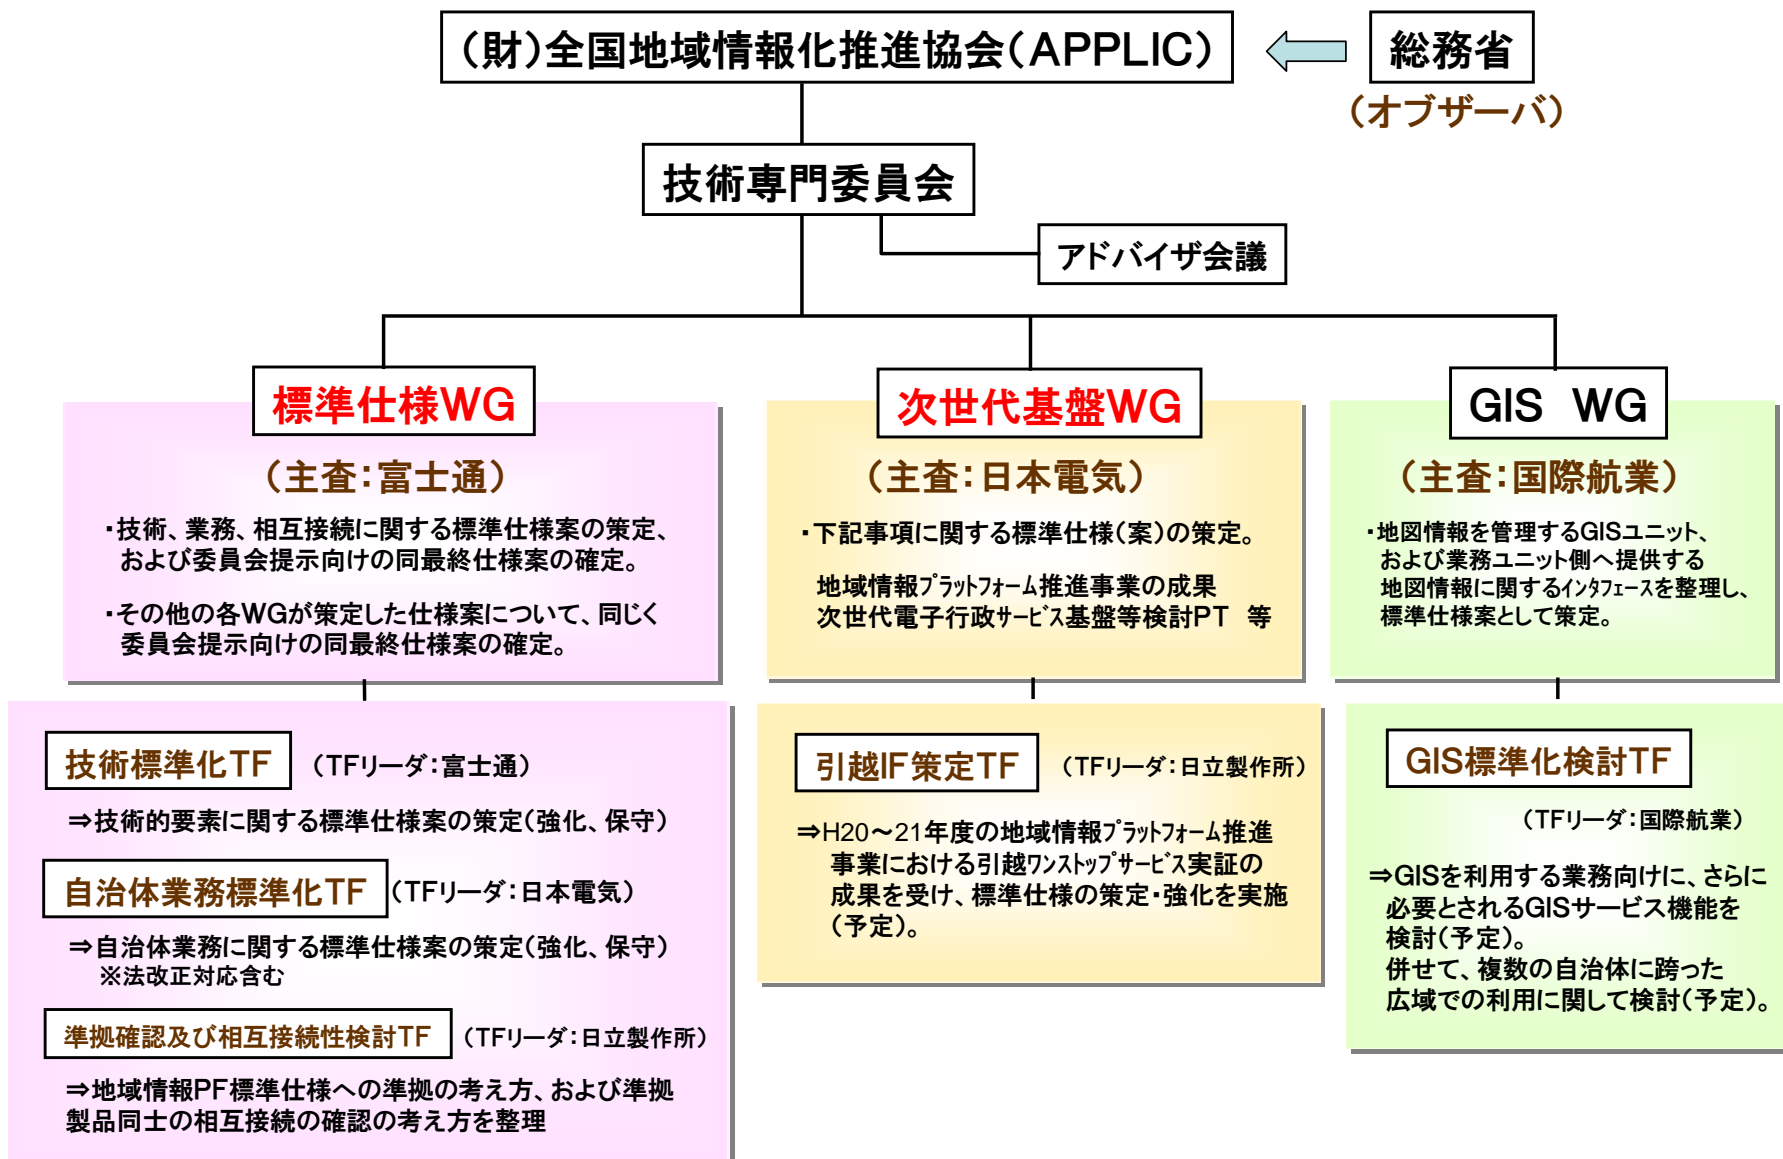 （財）全国地域情報化推進協会（APPLIC）
総務省
（オブザーバ）
技術専門委員会
アドバイザ会議
標準仕様WG
（主査：富士通）
・技術、業務、相互接続に関する標準仕様案の策定、
および委員会提示向けの同最終仕様案の確定。
・その他の各WGが策定した仕様案について、同じく
委員会提示向けの同最終仕様案の確定。
技術標準化TF （TFリーダ：富士通）
⇒技術的要素に関する標準仕様案の策定（強化、保守）
自治体業務標準化TF （TFリーダ：日本電気）
⇒自治体業務に関する標準仕様案の策定（強化、保守）
※法改正対応含む
準拠確認及び相互接続性検討TF （TFリーダ：日立製作所）
⇒地域情報PF標準仕様への準拠の考え方、および準拠
製品同士の相互接続の確認の考え方を整理
次世代基盤WG
（主査：日本電気）
・下記事項に関する標準仕様（案）の策定。
地域情報ﾌﾟﾗｯﾄフォーム推進事業の成果
次世代電子行政ｻｰﾋﾞｽ基盤等検討PT　等
引越IF策定TF （TFリーダ：日立製作所）
⇒H20～21年度の地域情報ﾌﾟﾗｯﾄフォーム推進
事業における引越ﾜﾝｽﾄｯﾌﾟサービス実証の
成果を受け、標準仕様の策定・強化を実施
（予定）。
GIS　WG
（主査：国際航業）
・地図情報を管理するGISユニット、
および業務ユニット側へ提供する
地図情報に関するｲﾝﾀﾌｪｰｽを整理し、
標準仕様案として策定。
GIS標準化検討TF
（TFリーダ：国際航業）
⇒GISを利用する業務向けに、さらに
必要とされるGISサービス機能を
検討（予定）。
併せて、複数の自治体に跨った
広域での利用に関して検討（予定）。